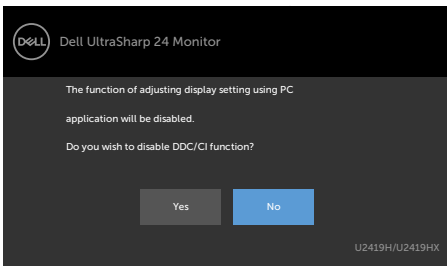 DELL Dell UltraSharp 24 Monitor
The function of adjusting display setting using PC
application will be disabled.
Do you wish to disable DDC/CI function?
Yes No
U2419H/U2419HX